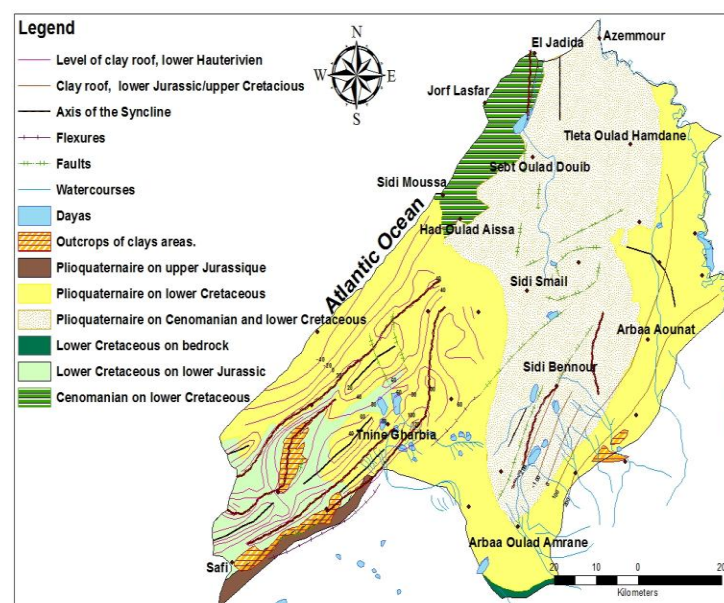 Legend
Level of clay roof, lower Hauterivien
Clay roof, lower Jurassic/upper Cretacious
Axis of the Syncline
Flexures
Faults
Watercourses
Dayas
Outcrops of clays areas.
Plioquaternaire on upper Jurassique
Plioquaternaire on lower Cretaceous
Plioquaternaire on Cenomanian and lower Cretaceous
Lower Cretaceous on bedrock
Lower Cretaceous on lower Jurassic
Cenomanian on lower Cretaceous
N
W E
S
Azemmour
El Jadida
Jorf Lasfar
Tleta Oulad Hamdane
Sebt Oulad Douib
Sidi Moussa
Had Oulad Aissa
Atlantic Ocean
Sidi Smail
Arbaa Aounat
Sidi Bennour
Tnine Gharbia
Arbaa Oulad Amrane
Safi
20 10 0 20
Kilometers